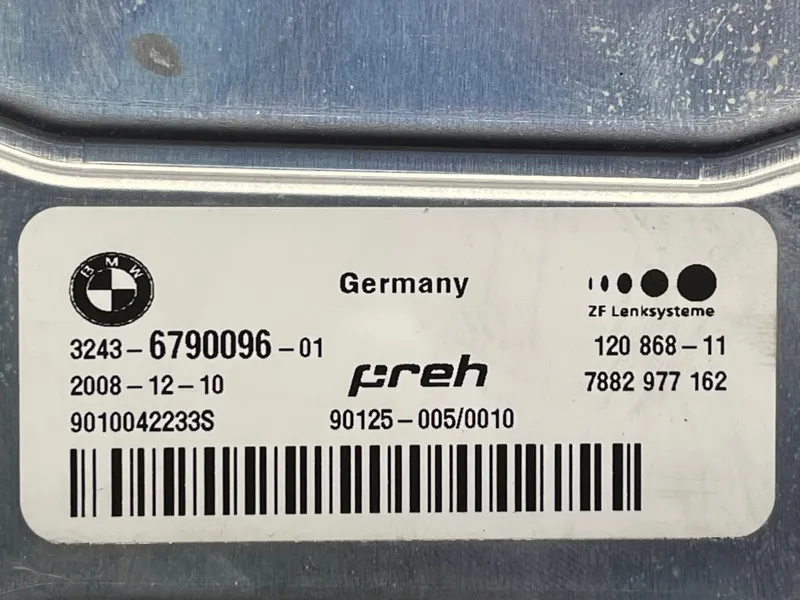 BMW
Germany
ZF Lenksysteme
3243-6790096-01
120 868-11
2008-12-10
preh
7882 977 162
9010042233S
90125-005/0010